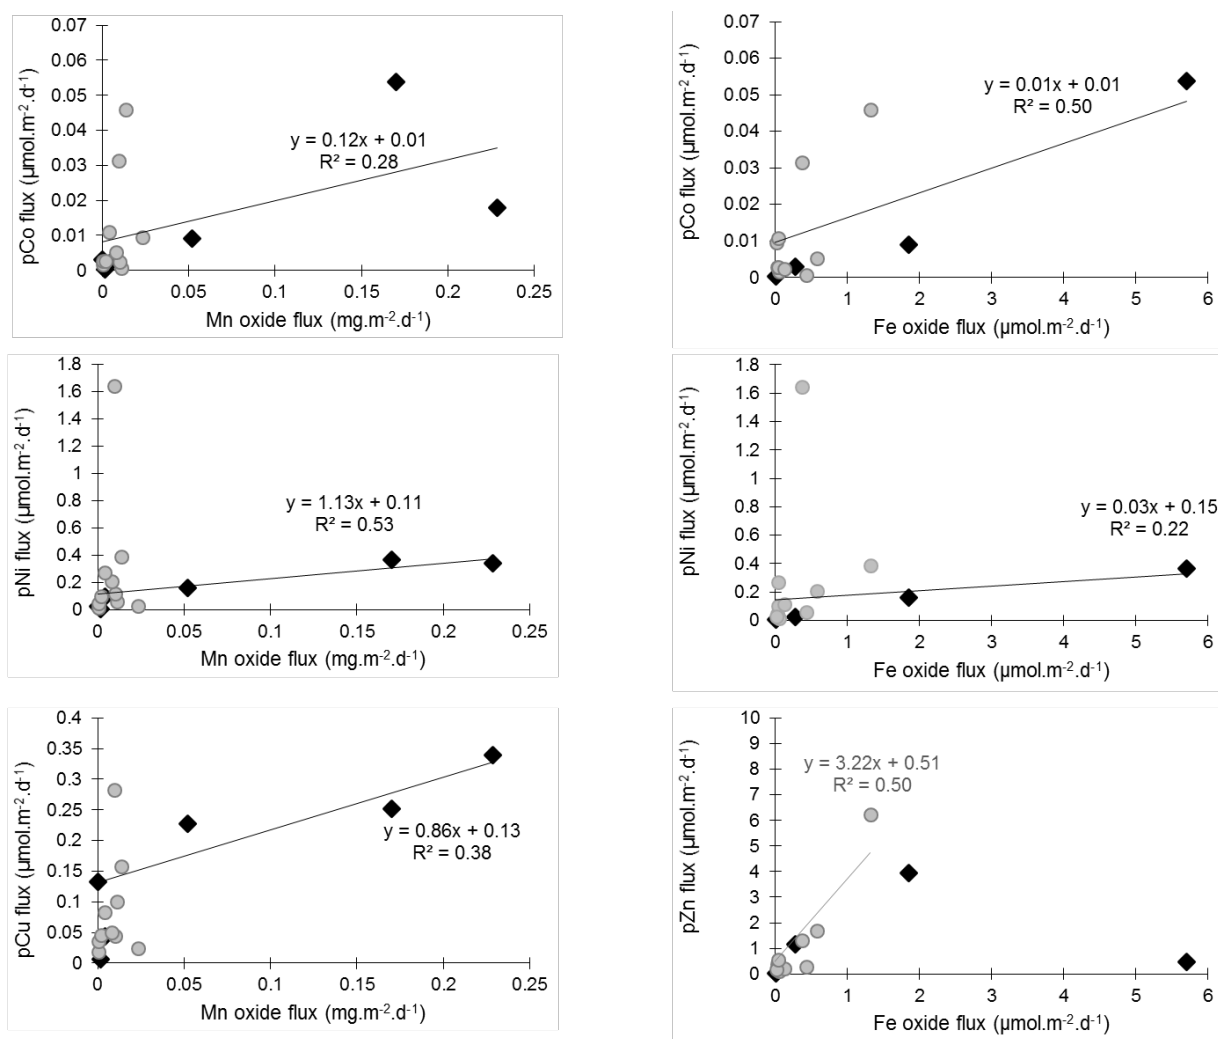 pCo flux (µmol.m⁻².d⁻¹)
0.07
0.06
0.05
0.04
0.03
0.02
0.01
0
y = 0.12x + 0.01
R² = 0.28
0 0.05 0.1 0.15 0.2 0.25
Mn oxide flux (mg.m⁻².d⁻¹)
pCo flux (µmol.m⁻².d⁻¹)
0.07
0.06
0.05
0.04
0.03
0.02
0.01
0
y = 0.01x + 0.01
R² = 0.50
0 1 2 3 4 5 6
Fe oxide flux (µmol.m⁻².d⁻¹)
pNi flux (µmol.m⁻².d⁻¹)
1.8
1.6
1.4
1.2
1
0.8
0.6
0.4
0.2
0
y = 1.13x + 0.11
R² = 0.53
0 0.05 0.1 0.15 0.2 0.25
Mn oxide flux (mg.m⁻².d⁻¹)
pNi flux (µmol.m⁻².d⁻¹)
1.8
1.6
1.4
1.2
1
0.8
0.6
0.4
0.2
0
y = 0.03x + 0.15
R² = 0.22
0 1 2 3 4 5 6
Fe oxide flux (µmol.m⁻².d⁻¹)
pCu flux (µmol.m⁻².d⁻¹)
0.4
0.35
0.3
0.25
0.2
0.15
0.1
0.05
0
y = 0.86x + 0.13
R² = 0.38
0 0.05 0.1 0.15 0.2 0.25
Mn oxide flux (mg.m⁻².d⁻¹)
pZn flux (µmol.m⁻².d⁻¹)
10
9
8
7
6
5
4
3
2
1
0
y = 3.22x + 0.51
R² = 0.50
0 1 2 3 4 5 6
Fe oxide flux (µmol.m⁻².d⁻¹)